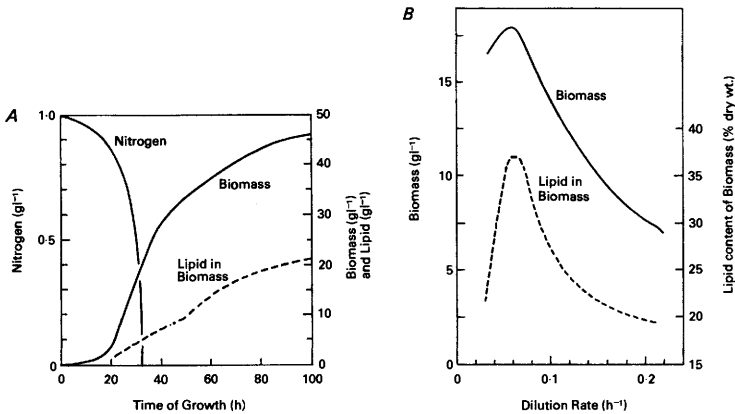 A
Nitrogen (gl⁻¹)
1·0
0·5
0
Nitrogen
Biomass
Lipid in
Biomass
50
40
30
20
10
0
Biomass (gl⁻¹)
and Lipid (gl⁻¹)
0
20
40
60
80
100
Time of Growth (h)
B
Biomass (gl⁻¹)
15
10
5
0
Biomass
Lipid in
Biomass
40
35
30
25
20
15
Lipid content of Biomass (% dry wt.)
0
0·1
0·2
Dilution Rate (h⁻¹)